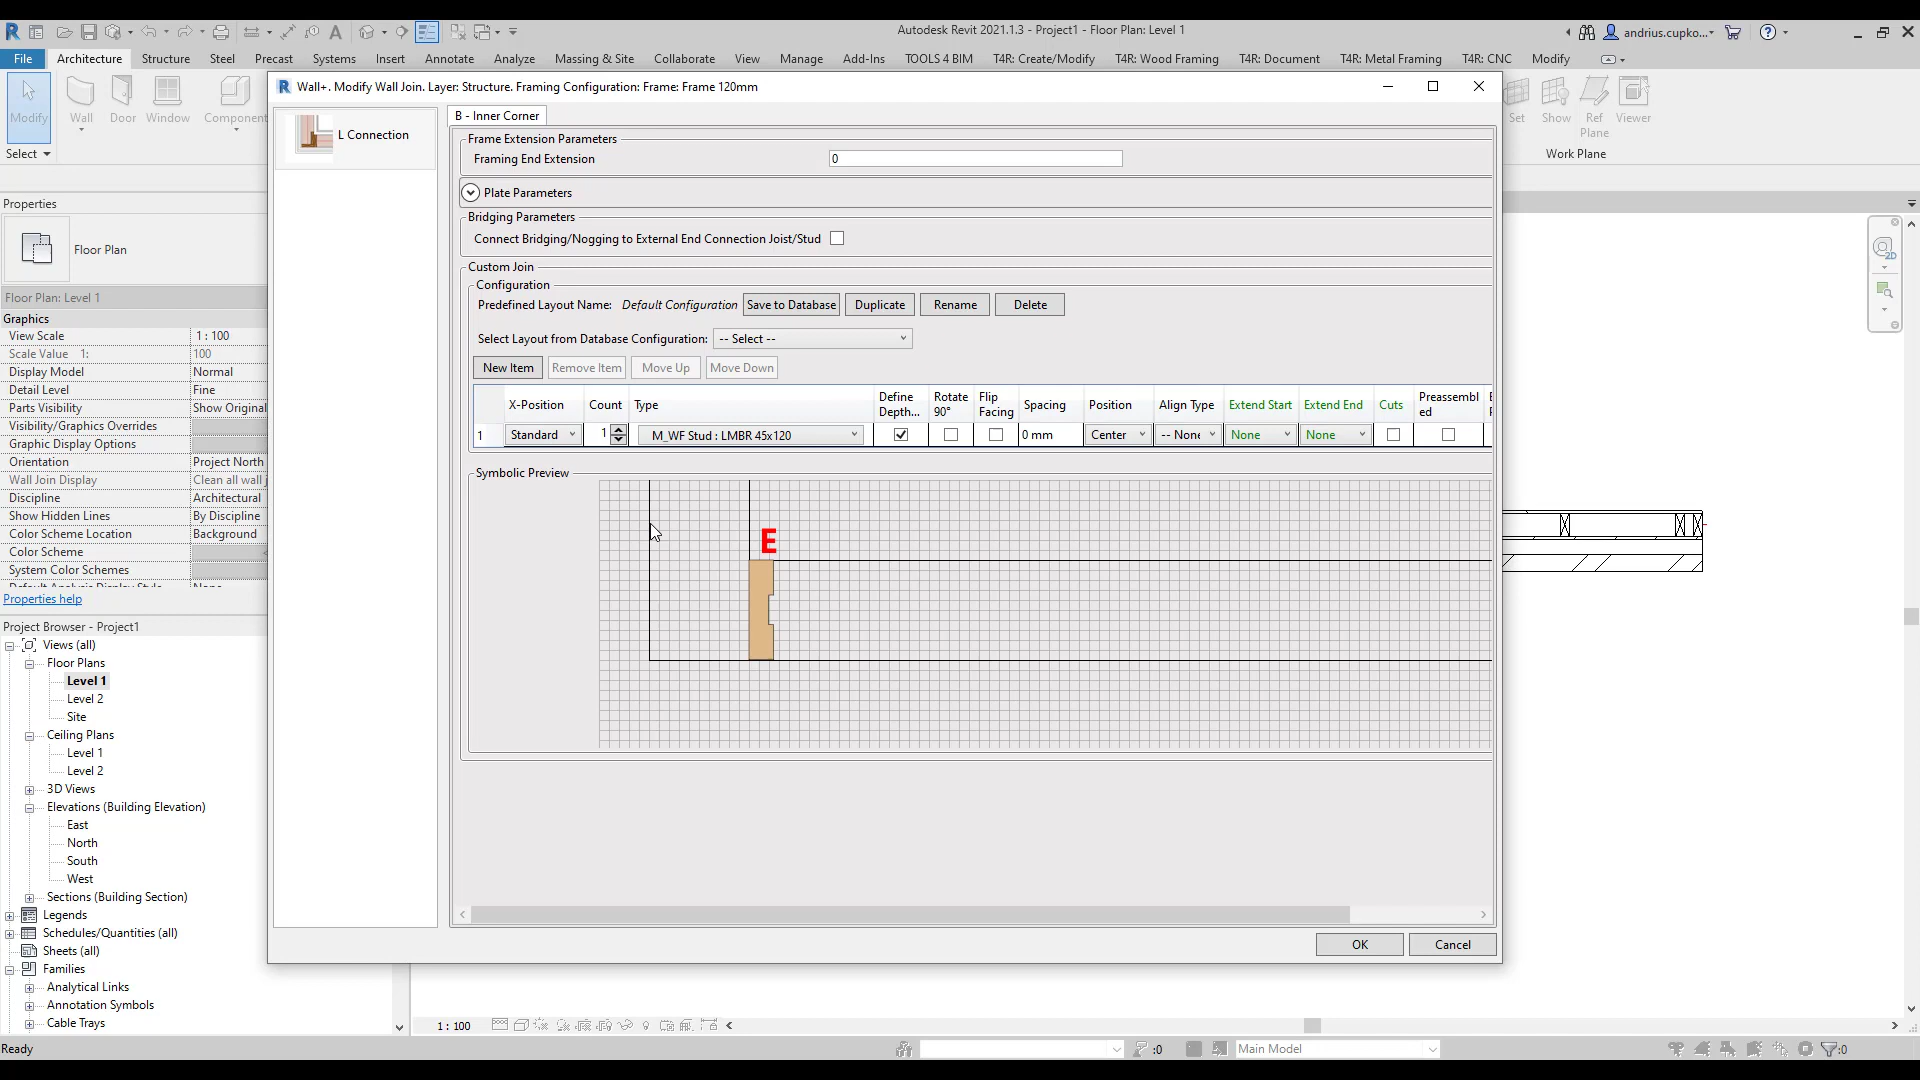 Autodesk Revit 2021.1.3 - Project1 - Floor Plan: Level 1
andrius.cupko...
File Architecture Structure Steel Precast Systems Insert Annotate Analyze Massing & Site Collaborate View Manage Add-Ins TOOLS 4 BIM T4R: Create/Modify T4R: Wood Framing T4R: Document T4R: Metal Framing T4R: CNC Modify
Modify Wall Door Window Component
Select
Set Show Ref Plane Viewer
Work Plane
Wall+. Modify Wall Join. Layer: Structure. Framing Configuration: Frame: Frame 120mm
L Connection
B - Inner Corner
Frame Extension Parameters
Framing End Extension 0
Plate Parameters
Bridging Parameters
Connect Bridging/Nogging to External End Connection Joist/Stud
Custom Join
Configuration
Predefined Layout Name: Default Configuration Save to Database Duplicate Rename Delete
Select Layout from Database Configuration: -- Select --
New Item Remove Item Move Up Move Down
X-Position Count Type Define Depth... Rotate 90° Flip Facing Spacing Position Align Type Extend Start Extend End Cuts Preassembl ed
1 Standard 1 M_WF Stud : LMBR 45x120 0 mm Center -- None None None
Symbolic Preview
E
OK Cancel
Properties
Floor Plan
Floor Plan: Level 1
Graphics
View Scale 1 : 100
Scale Value 1: 100
Display Model Normal
Detail Level Fine
Parts Visibility Show Original
Visibility/Graphics Overrides
Graphic Display Options
Orientation Project North
Wall Join Display Clean all wall j
Discipline Architectural
Show Hidden Lines By Discipline
Color Scheme Location Background
Color Scheme
System Color Schemes
Properties help
Project Browser - Project1
Views (all)
Floor Plans
Level 1
Level 2
Site
Ceiling Plans
Level 1
Level 2
3D Views
Elevations (Building Elevation)
East
North
South
West
Sections (Building Section)
Legends
Schedules/Quantities (all)
Sheets (all)
Families
Analytical Links
Annotation Symbols
Cable Trays
1 : 100
Ready
:0
Main Model
:0